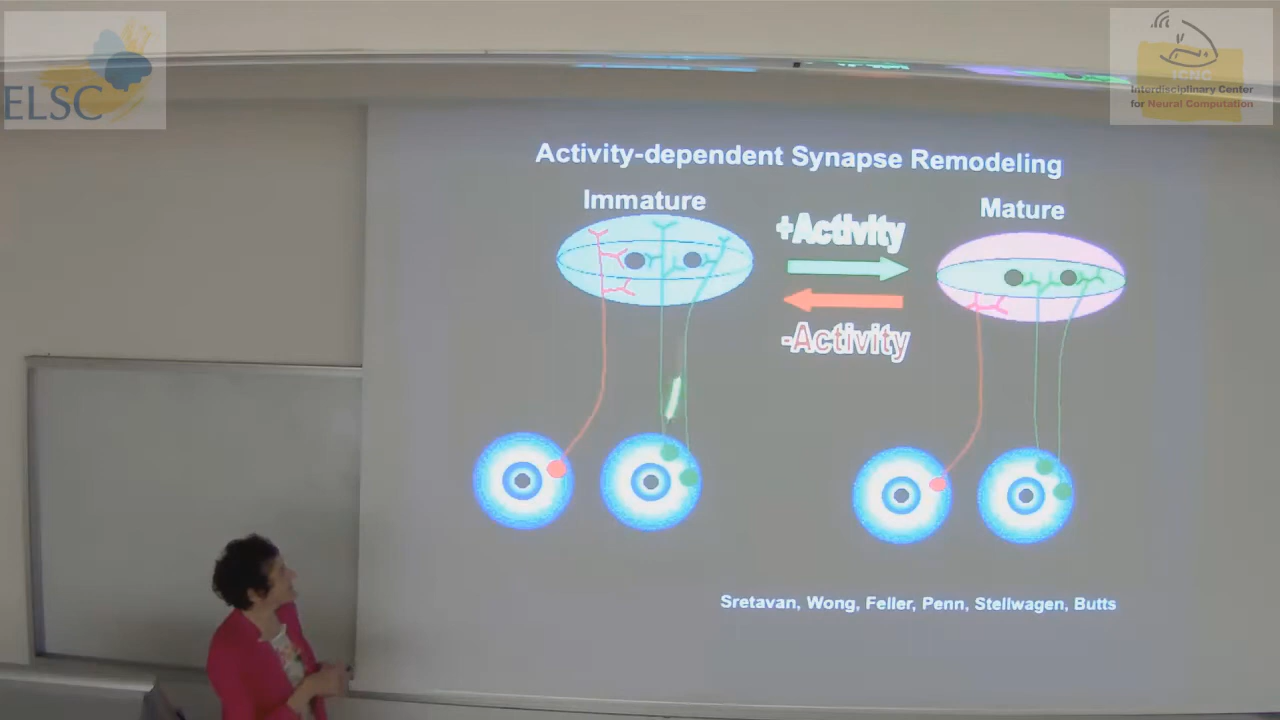 ELSC
ICNC
Interdisciplinary Center
for Neural Computation
Activity-dependent Synapse Remodeling
Immature
+Activity
Mature
-Activity
Sretavan, Wong, Feller, Penn, Stellwagen, Butts